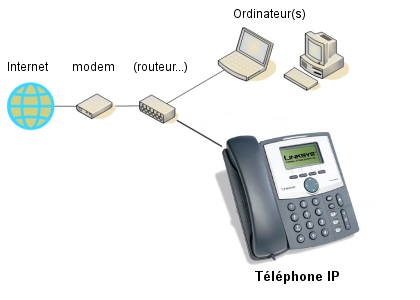 Ordinateur(s)
Internet modem (routeur...)
LINKSYS
Téléphone IP